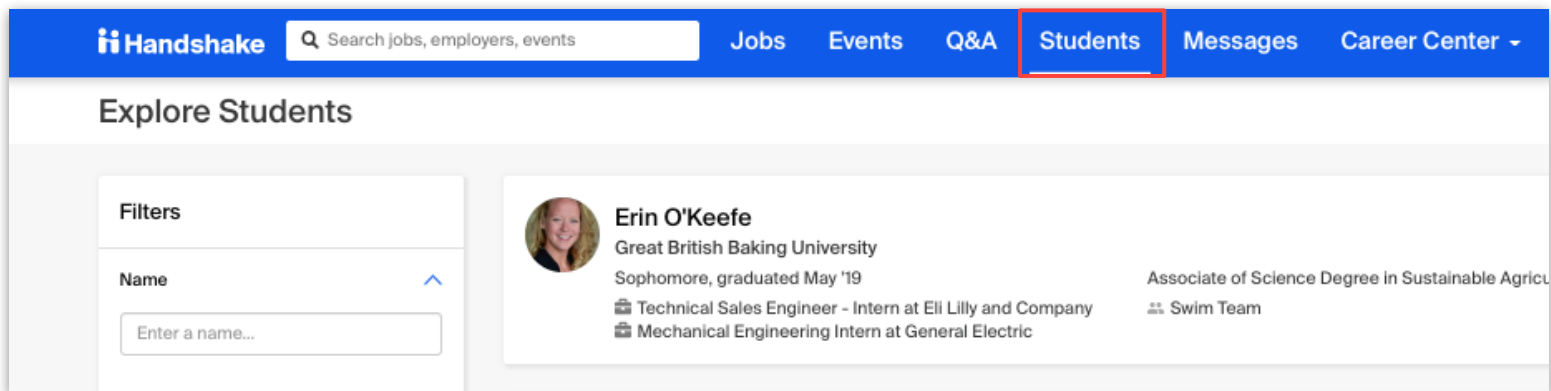 Handshake
Search jobs, employers, events
Jobs
Events
Q&A
Students
Messages
Career Center
Explore Students
Filters
Name
Enter a name...
Erin O'Keefe
Great British Baking University
Sophomore, graduated May '19
Associate of Science Degree in Sustainable Agricu
Technical Sales Engineer - Intern at Eli Lilly and Company
Swim Team
Mechanical Engineering Intern at General Electric